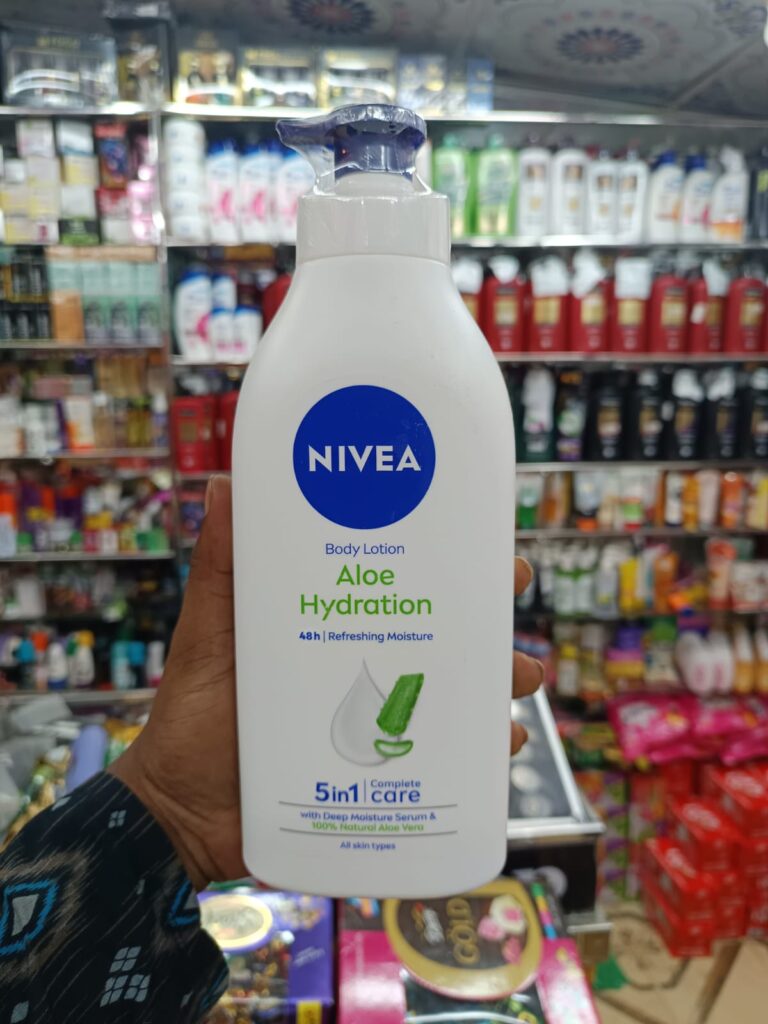 NIVEA
Body Lotion
Aloe
Hydration
48h | Refreshing Moisture
5in1 | Complete care
with Deep Moisture Serum &
100% Natural Aloe Vera
All skin types
GOLD